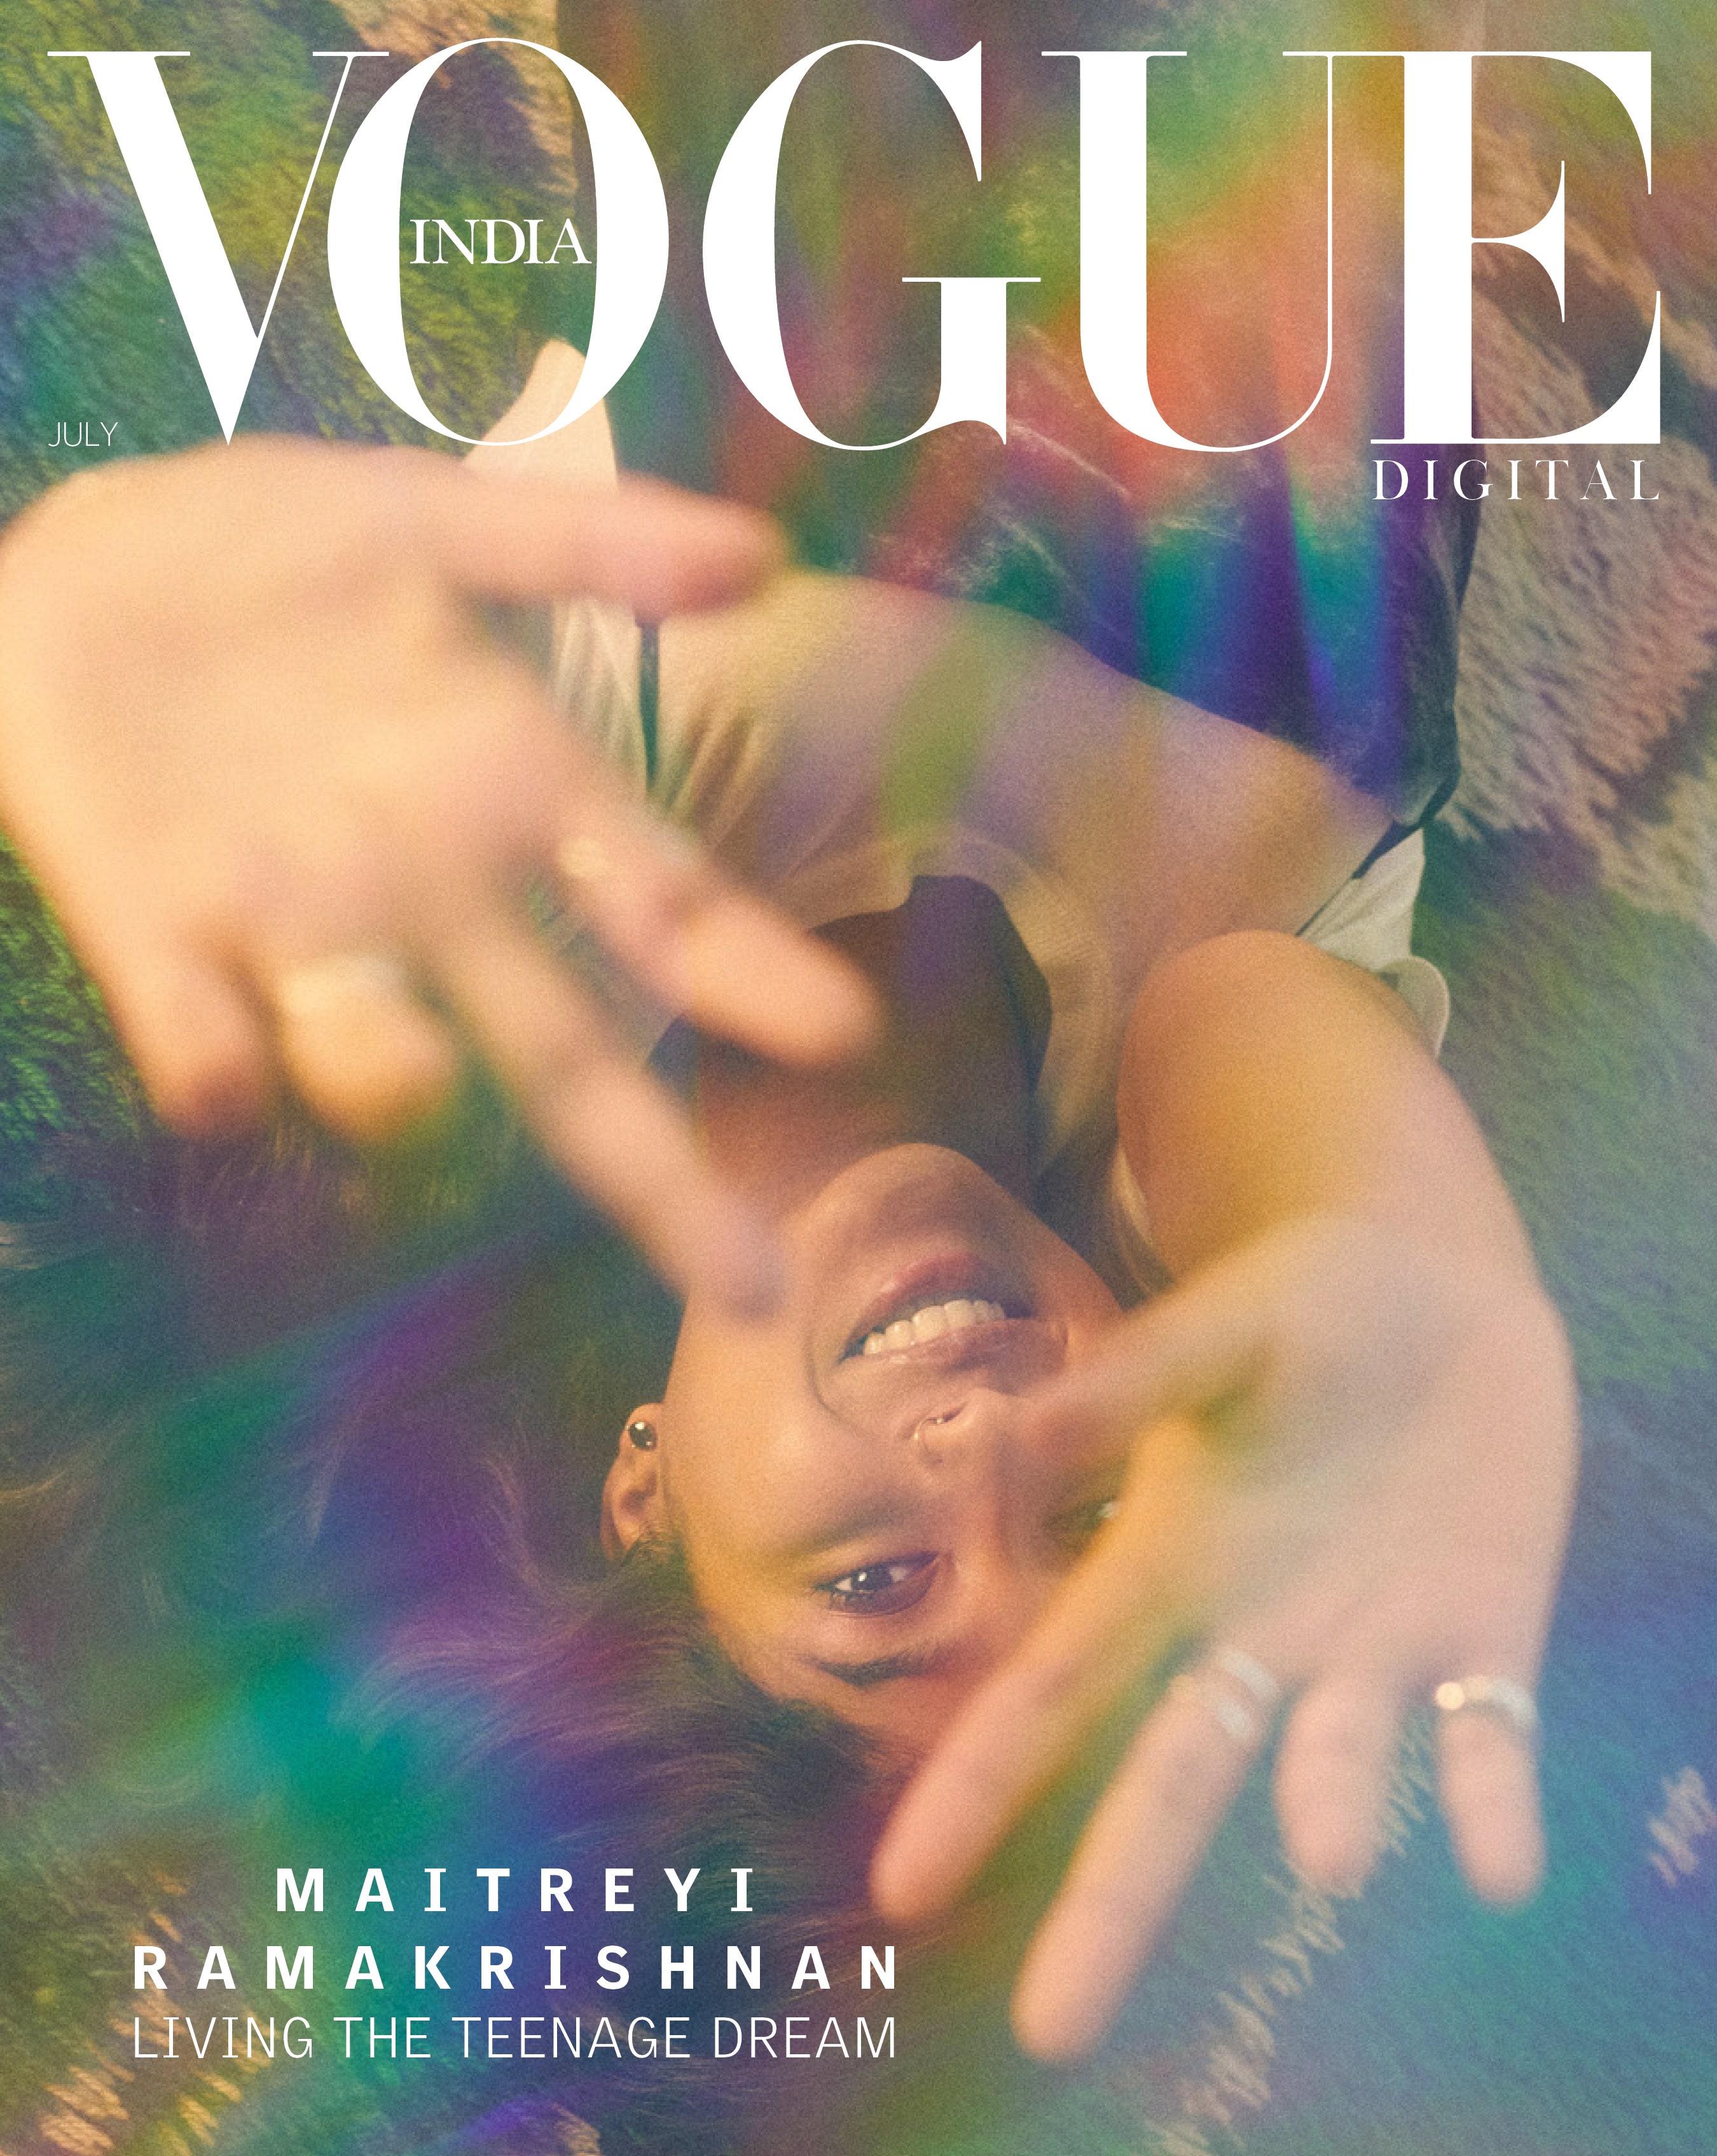 VOGUE
INDIA
JULY
DIGITAL
MAITREYI
RAMAKRISHNAN
LIVING THE TEENAGE DREAM